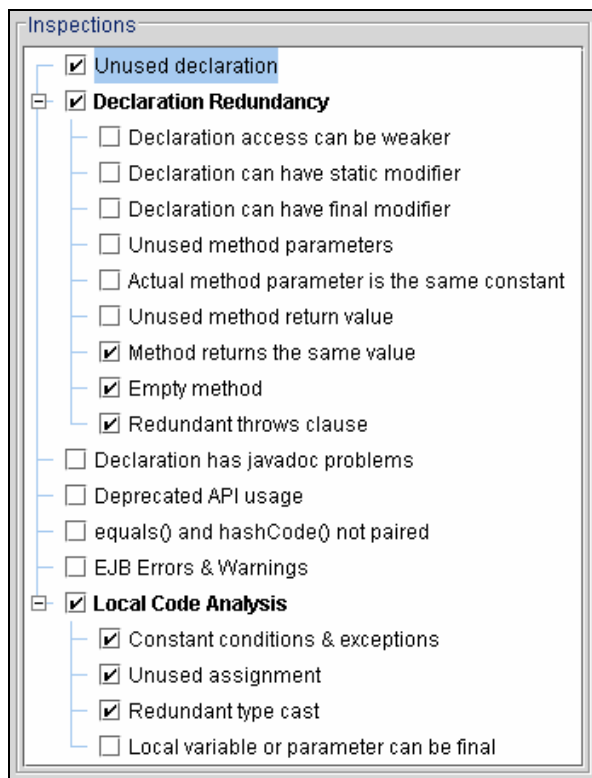 Inspections
Unused declaration
Declaration Redundancy
Declaration access can be weaker
Declaration can have static modifier
Declaration can have final modifier
Unused method parameters
Actual method parameter is the same constant
Unused method return value
Method returns the same value
Empty method
Redundant throws clause
Declaration has javadoc problems
Deprecated API usage
equals() and hashCode() not paired
EJB Errors & Warnings
Local Code Analysis
Constant conditions & exceptions
Unused assignment
Redundant type cast
Local variable or parameter can be final